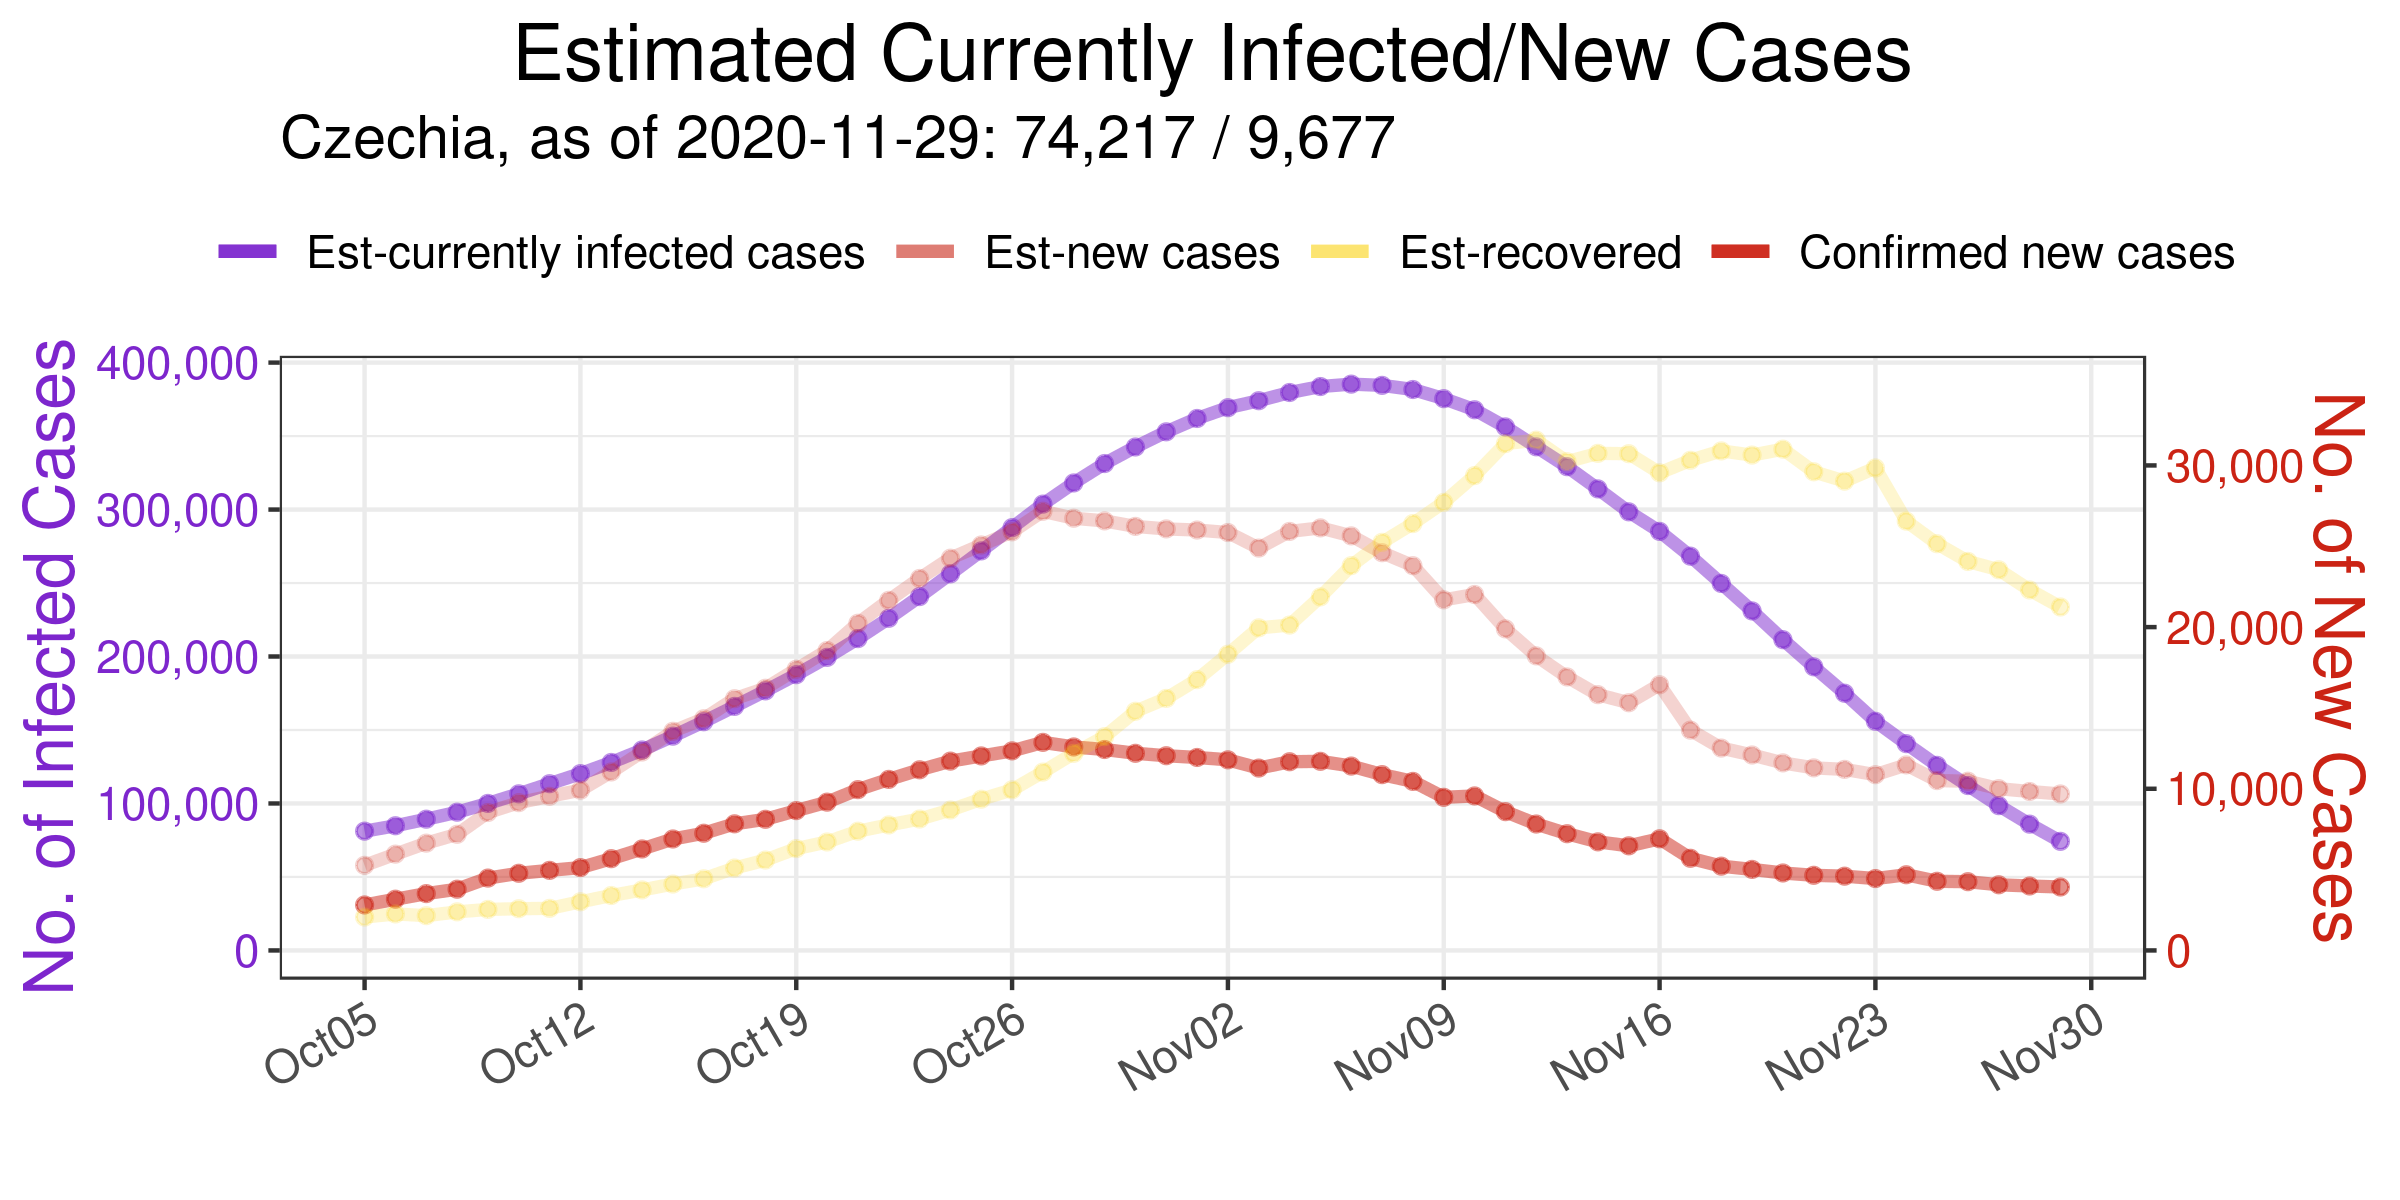 Estimated Currently Infected/New Cases
Czechia, as of 2020-11-29: 74,217 / 9,677
Est-currently infected cases Est-new cases Est-recovered Confirmed new cases
No. of Infected Cases
400,000
300,000
200,000
100,000
0
30,000
20,000
10,000
0
No. of New Cases
Oct05 Oct12 Oct19 Oct26 Nov02 Nov09 Nov16 Nov23 Nov30